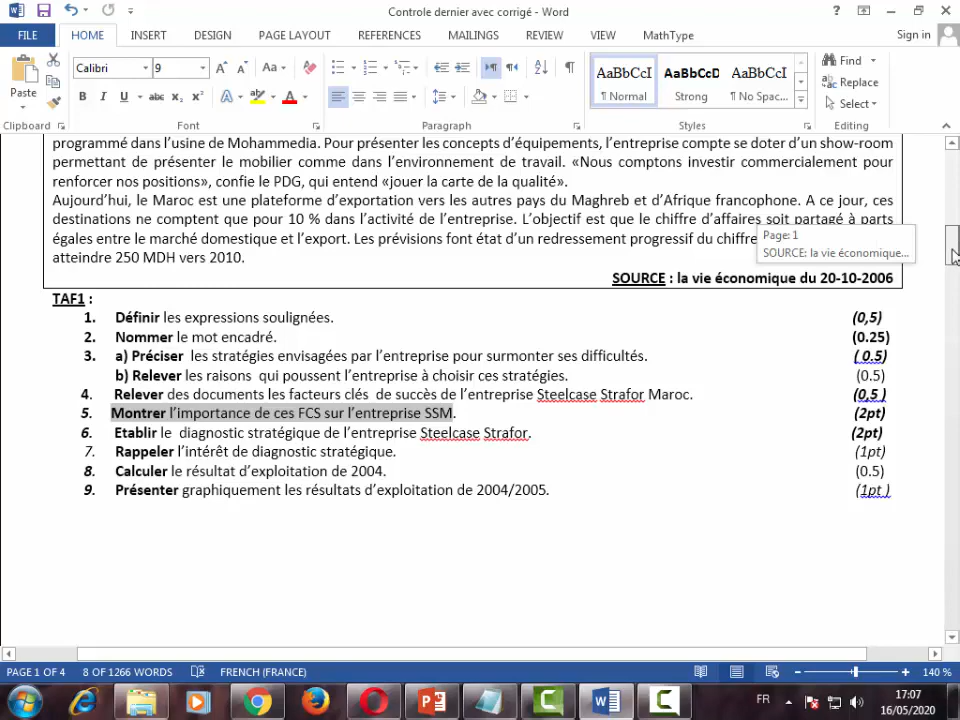 Controle dernier avec corrigé - Word
?
Sign in
FILE HOME INSERT DESIGN PAGE LAYOUT REFERENCES MAILINGS REVIEW VIEW MathType
Paste
Calibri 9
Aa
B I U abc X₂ X²
A
AaBbCcI AaBbCcD AaBbCcI
¶ Normal Strong ¶ No Spac...
Find
Replace
Select
Clipboard Font Paragraph Styles Editing
programmé dans l'usine de Mohammedia. Pour présenter les concepts d'équipements, l'entreprise compte se doter d'un show-room
permettant de présenter le mobilier comme dans l'environnement de travail. «Nous comptons investir commercialement pour
renforcer nos positions», confie le PDG, qui entend «jouer la carte de la qualité».
Aujourd'hui, le Maroc est une plateforme d'exportation vers les autres pays du Maghreb et d'Afrique francophone. A ce jour, ces
destinations ne comptent que pour 10 % dans l'activité de l'entreprise. L'objectif est que le chiffre d'affaires soit partagé à parts
égales entre le marché domestique et l'export. Les prévisions font état d'un redressement progressif du chiffre
atteindre 250 MDH vers 2010.
Page: 1
SOURCE: la vie économique...
SOURCE : la vie économique du 20-10-2006
TAF1 :
1. Définir les expressions soulignées. (0,5)
2. Nommer le mot encadré. (0.25)
3. a) Préciser les stratégies envisagées par l'entreprise pour surmonter ses difficultés. ( 0.5)
b) Relever les raisons qui poussent l'entreprise à choisir ces stratégies. (0.5)
4. Relever des documents les facteurs clés de succès de l'entreprise Steelcase Strafor Maroc. (0,5 )
5. Montrer l'importance de ces FCS sur l'entreprise SSM. (2pt)
6. Etablir le diagnostic stratégique de l'entreprise Steelcase Strafor. (2pt)
7. Rappeler l'intérêt de diagnostic stratégique. (1pt)
8. Calculer le résultat d'exploitation de 2004. (0.5)
9. Présenter graphiquement les résultats d'exploitation de 2004/2005. (1pt )
PAGE 1 OF 4 8 OF 1266 WORDS FRENCH (FRANCE) 140 %
FR
17:07
16/05/2020